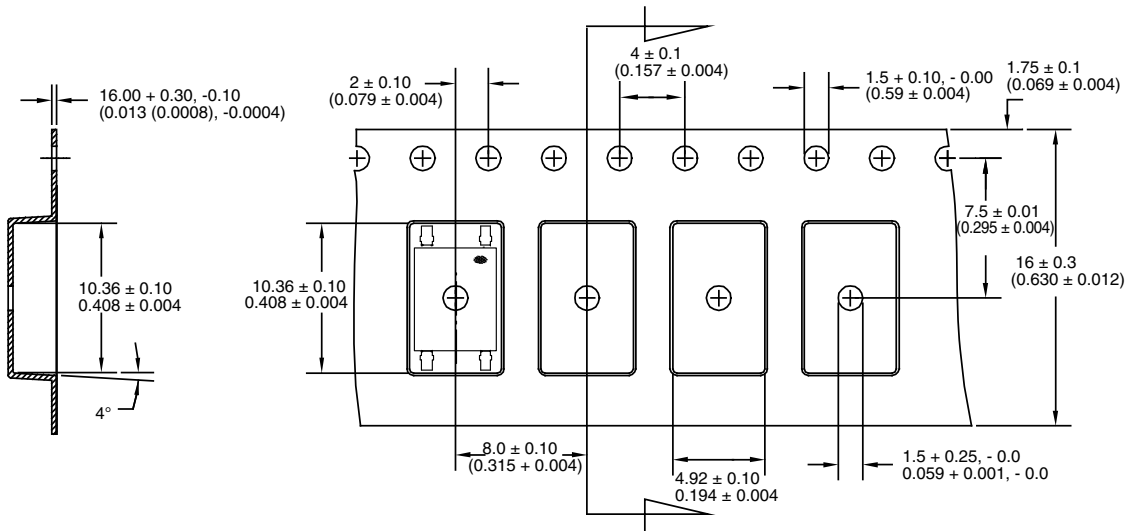 4 ± 0.1
(0.157 ± 0.004)
2 ± 0.10
(0.079 ± 0.004)
1.5 + 0.10, - 0.00
(0.59 ± 0.004)
1.75 ± 0.1
(0.069 ± 0.004)
16.00 + 0.30, -0.10
(0.013 (0.0008), -0.0004)
7.5 ± 0.01
(0.295 ± 0.004)
16 ± 0.3
(0.630 ± 0.012)
10.36 ± 0.10
0.408 ± 0.004
10.36 ± 0.10
0.408 ± 0.004
4°
8.0 ± 0.10
(0.315 + 0.004)
4.92 ± 0.10
0.194 ± 0.004
1.5 + 0.25, - 0.0
0.059 + 0.001, - 0.0